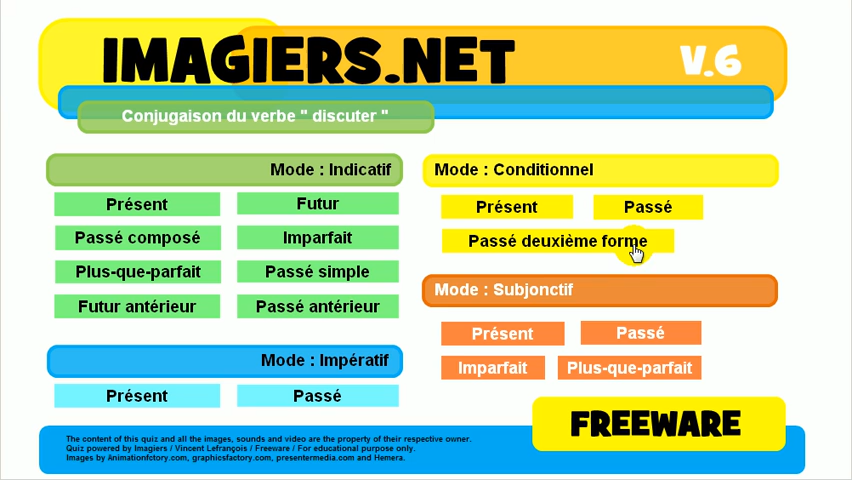 IMAGIERS.NET
V.6
Conjugaison du verbe " discuter "
Mode : Indicatif
Présent
Futur
Passé composé
Imparfait
Plus-que-parfait
Passé simple
Futur antérieur
Passé antérieur
Mode : Impératif
Présent
Passé
Mode : Conditionnel
Présent
Passé
Passé deuxième forme
Mode : Subjonctif
Présent
Passé
Imparfait
Plus-que-parfait
FREEWARE
The content of this quiz and all the images, sounds and video are the property of their respective owner.
Quiz powered by Imagiers / Vincent Lefrançois / Freeware / For educational purpose only.
Images by Animationfctory.com, graphicsfactory.com, presentermedia.com and Hemera.